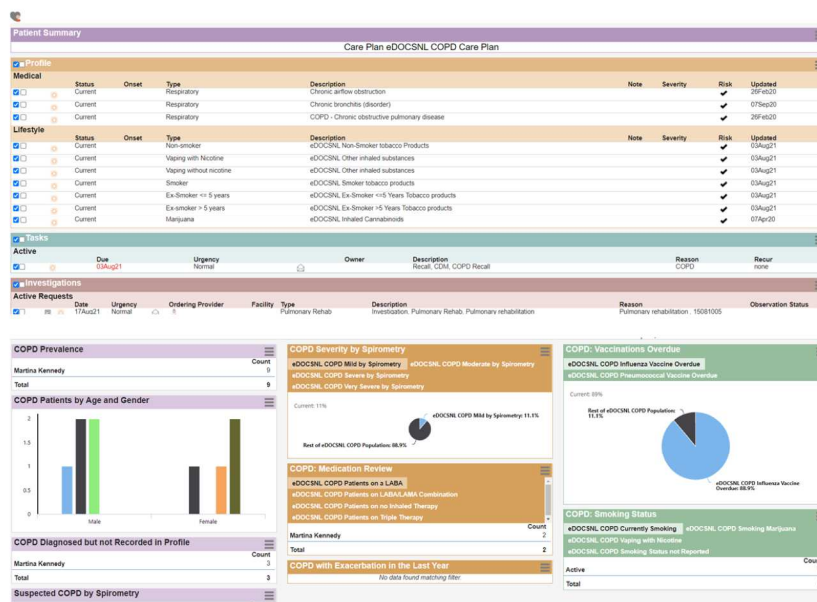 Patient Summary
Care Plan eDOCSNL COPD Care Plan
Profile
Medical
Status Onset Type Description Note Severity Risk Updated
Current Respiratory Chronic airflow obstruction 26Feb20
Current Respiratory Chronic bronchitis (disorder) 07Sep20
Current Respiratory COPD - Chronic obstructive pulmonary disease 26Feb20
Lifestyle
Status Onset Type Description Note Severity Risk Updated
Current Non-smoker eDOCSNL Non-Smoker tobacco Products 03Aug21
Current Vaping with Nicotine eDOCSNL Other inhaled substances 03Aug21
Current Vaping without nicotine eDOCSNL Other inhaled substances 03Aug21
Current Smoker eDOCSNL Smoker tobacco products 03Aug21
Current Ex-Smoker <= 5 years eDOCSNL Ex-Smoker <=5 Years Tobacco products 03Aug21
Current Ex-smoker > 5 years eDOCSNL Ex-Smoker >5 Years Tobacco products 03Aug21
Current Marijuana eDOCSNL Inhaled Cannabinoids 07Apr20
Tasks
Active
Due Urgency Owner Description Reason Recur
03Aug21 Normal Recall, CDM, COPD Recall COPD none
Investigations
Active Requests
Date Urgency Ordering Provider Facility Type Description Reason Observation Status
17Aug21 Normal Pulmonary Rehab Investigation, Pulmonary Rehab, Pulmonary rehabilitation Pulmonary rehabilitation , 15081005
COPD Prevalence
Count
Martina Kennedy 9
Total 9
COPD Patients by Age and Gender
2
1.5
1
0.5
0
Male Female
COPD Diagnosed but not Recorded in Profile
Count
Martina Kennedy 3
Total 3
Suspected COPD by Spirometry
COPD Severity by Spirometry
eDOCSNL COPD Mild by Spirometry eDOCSNL COPD Moderate by Spirometry
eDOCSNL COPD Severe by Spirometry
eDOCSNL COPD Very Severe by Spirometry
Current: 11%
eDOCSNL COPD Mild by Spirometry: 11.1%
Rest of eDOCSNL COPD Population: 88.9%
COPD: Medication Review
eDOCSNL COPD Patients on a LABA
eDOCSNL COPD Patients on LABA/LAMA Combination
eDOCSNL COPD Patients on no Inhaled Therapy
eDOCSNL COPD Patients on Triple Therapy
Count
Martina Kennedy 2
Total 2
COPD with Exacerbation in the Last Year
No data found matching filter
COPD: Vaccinations Overdue
eDOCSNL COPD Influenza Vaccine Overdue
eDOCSNL COPD Pneumococcal Vaccine Overdue
Current: 89%
Rest of eDOCSNL COPD Population:
11.1%
eDOCSNL COPD Influenza Vaccine
Overdue: 88.9%
COPD: Smoking Status
eDOCSNL COPD Currently Smoking eDOCSNL COPD Smoking Marijuana
eDOCSNL COPD Vaping with Nicotine
eDOCSNL COPD Smoking Status not Reported
Active
Total